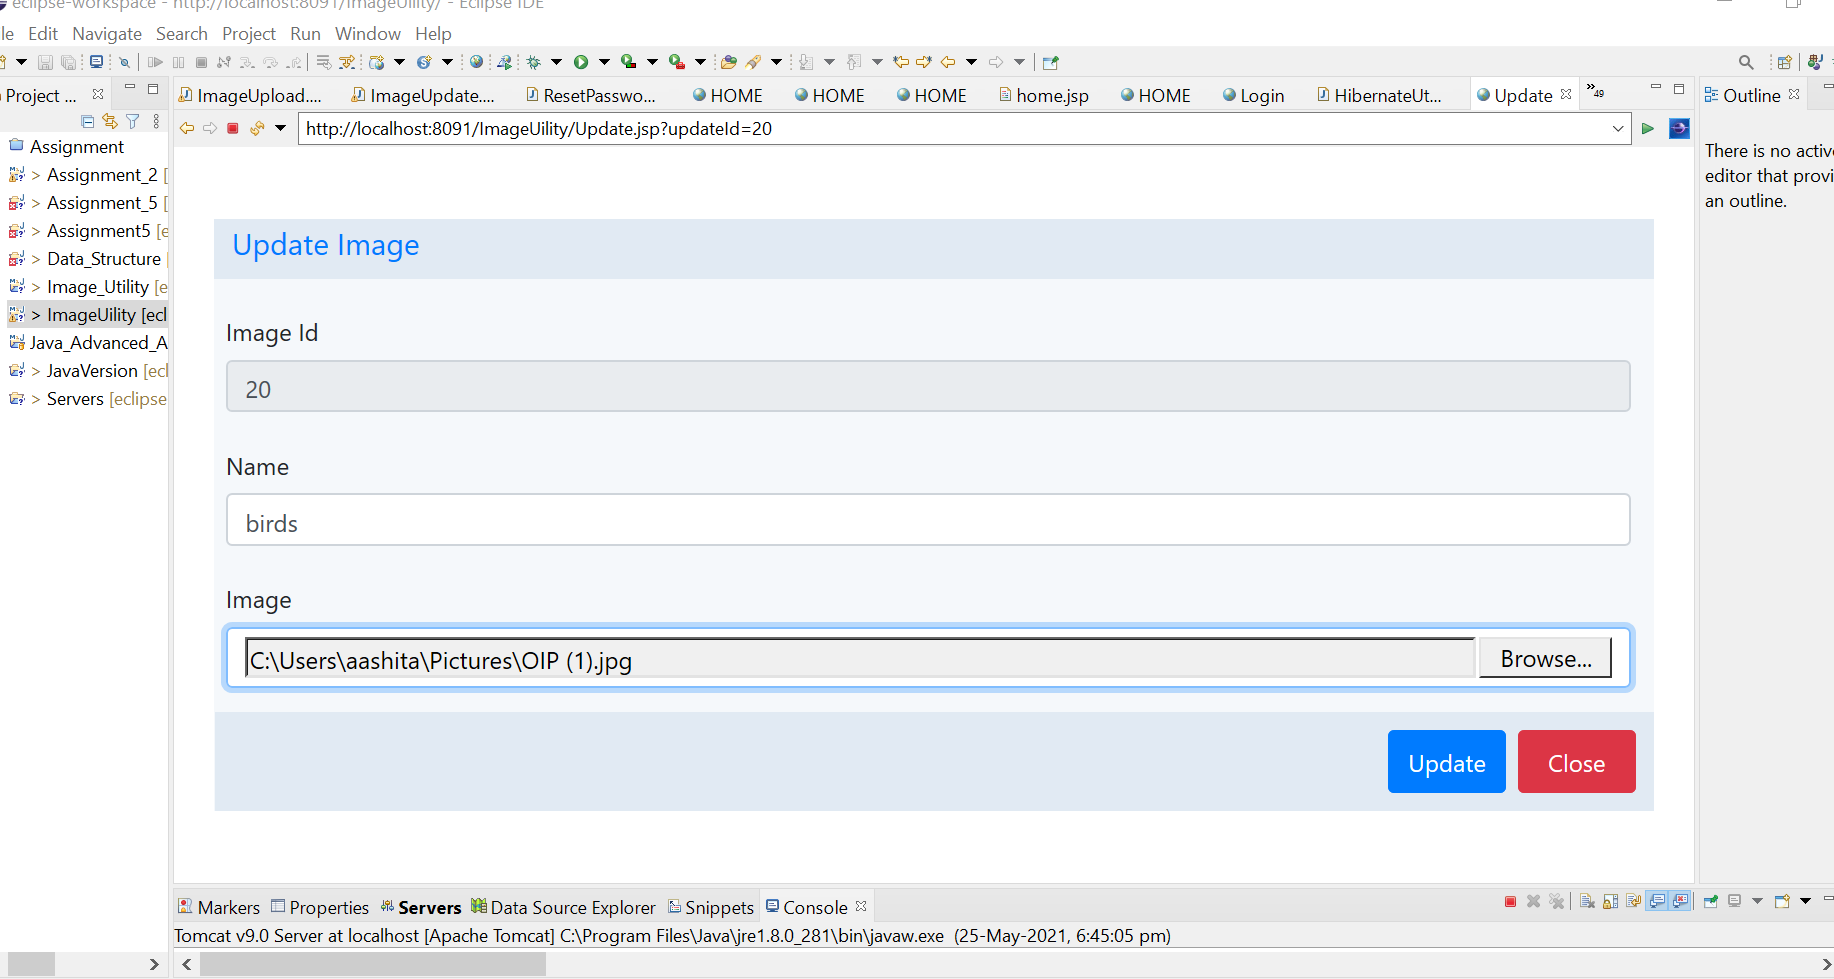 eclipse-workspace - http://localhost:8091/ImageUility/ - Eclipse IDE
le Edit Navigate Search Project Run Window Help
Project ...
ImageUpload.... ImageUpdate.... ResetPasswo... HOME HOME HOME home.jsp HOME Login HibernateUt... Update »49
Outline
http://localhost:8091/ImageUility/Update.jsp?updateId=20
Assignment
> Assignment_2 [
> Assignment_5 [
> Assignment5 [e
> Data_Structure
> Image_Utility [e
> ImageUility [ecl
Java_Advanced_A
> JavaVersion [ecl
> Servers [eclipse
Update Image
Image Id
20
Name
birds
Image
C:\Users\aashita\Pictures\OIP (1).jpg Browse...
Update Close
There is no active
editor that provi
an outline.
Markers Properties Servers Data Source Explorer Snippets Console
Tomcat v9.0 Server at localhost [Apache Tomcat] C:\Program Files\Java\jre1.8.0_281\bin\javaw.exe (25-May-2021, 6:45:05 pm)